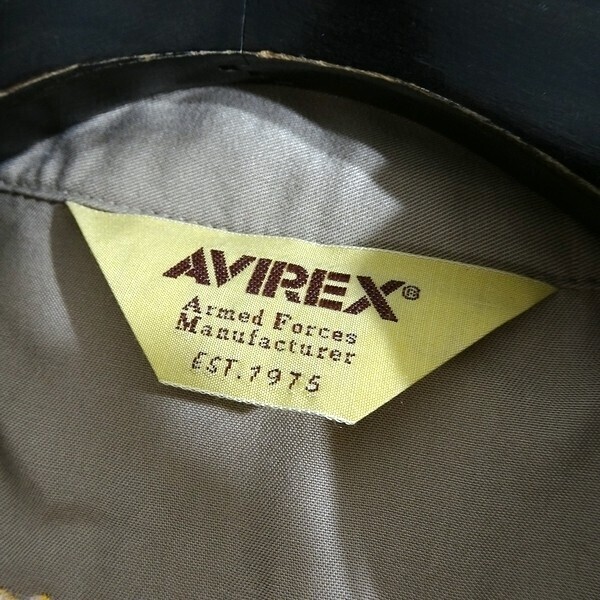 AVIREX®
Armed Forces
Manufacturer
EST.1975